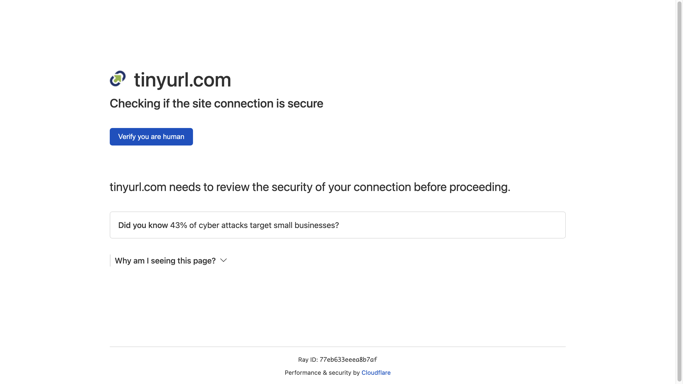 tinyurl.com
Checking if the site connection is secure
Verify you are human
tinyurl.com needs to review the security of your connection before proceeding.
Did you know 43% of cyber attacks target small businesses?
Why am I seeing this page?
Ray ID: 77eb633eeea8b7af
Performance & security by Cloudflare